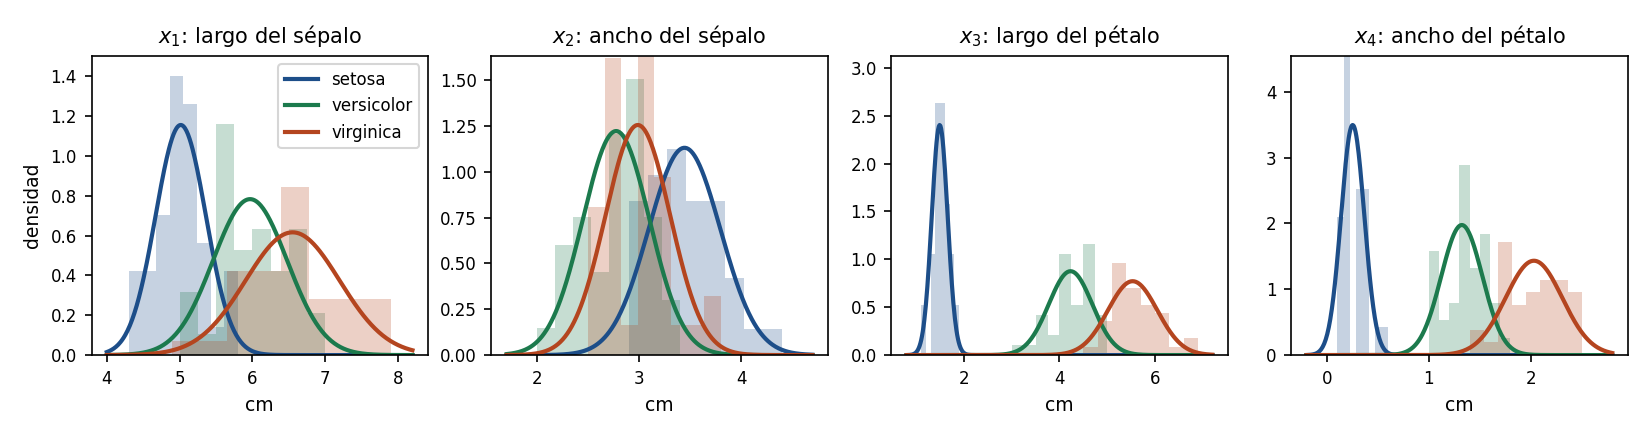 x₁: largo del sépalo
densidad
1.4
1.2
1.0
0.8
0.6
0.4
0.2
0.0
4 5 6 7 8
cm
setosa
versicolor
virginica
x₂: ancho del sépalo
1.50
1.25
1.00
0.75
0.50
0.25
0.00
2 3 4
cm
x₃: largo del pétalo
3.0
2.5
2.0
1.5
1.0
0.5
0.0
2 4 6
cm
x₄: ancho del pétalo
4
3
2
1
0
0 1 2
cm